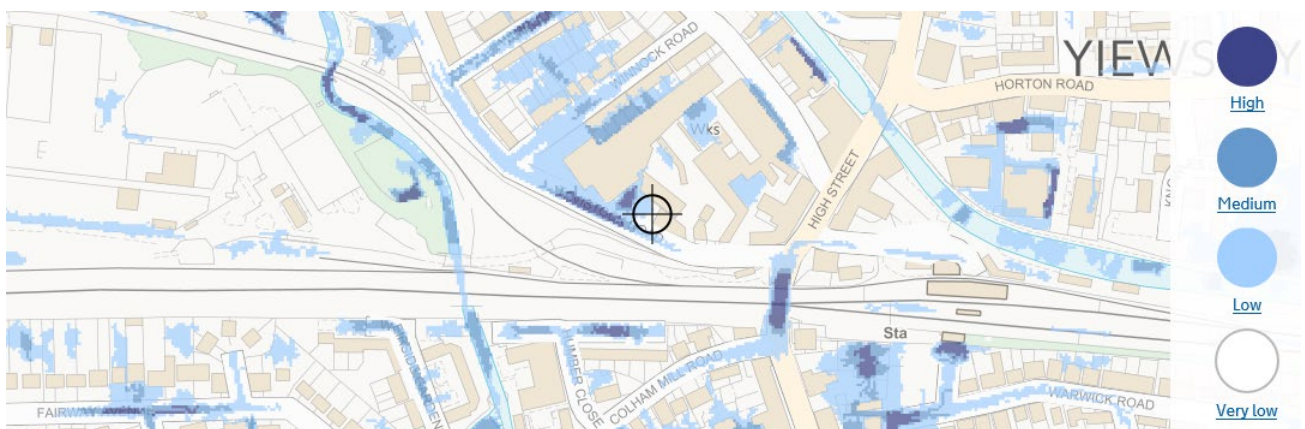 YIEWSLEY
HORTON ROAD
WINNOCK ROAD
Wks
HIGH STREET
Sta
COLHAM MILL ROAD
WARWICK ROAD
FAIRWAY AVENUE
High
Medium
Low
Very low